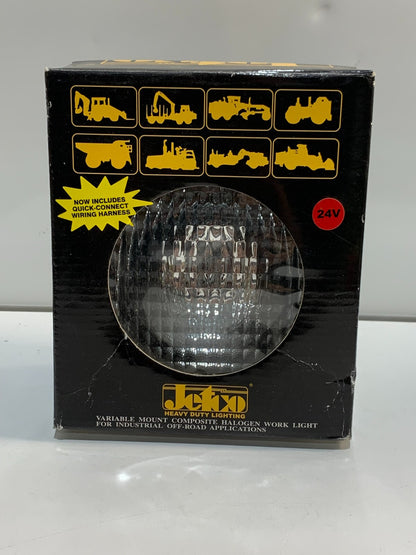 NOW INCLUDES
QUICK-CONNECT
WIRING HARNESS
24V
Jetco®
HEAVY DUTY LIGHTING
VARIABLE MOUNT COMPOSITE HALOGEN WORK LIGHT
FOR INDUSTRIAL OFF-ROAD APPLICATIONS